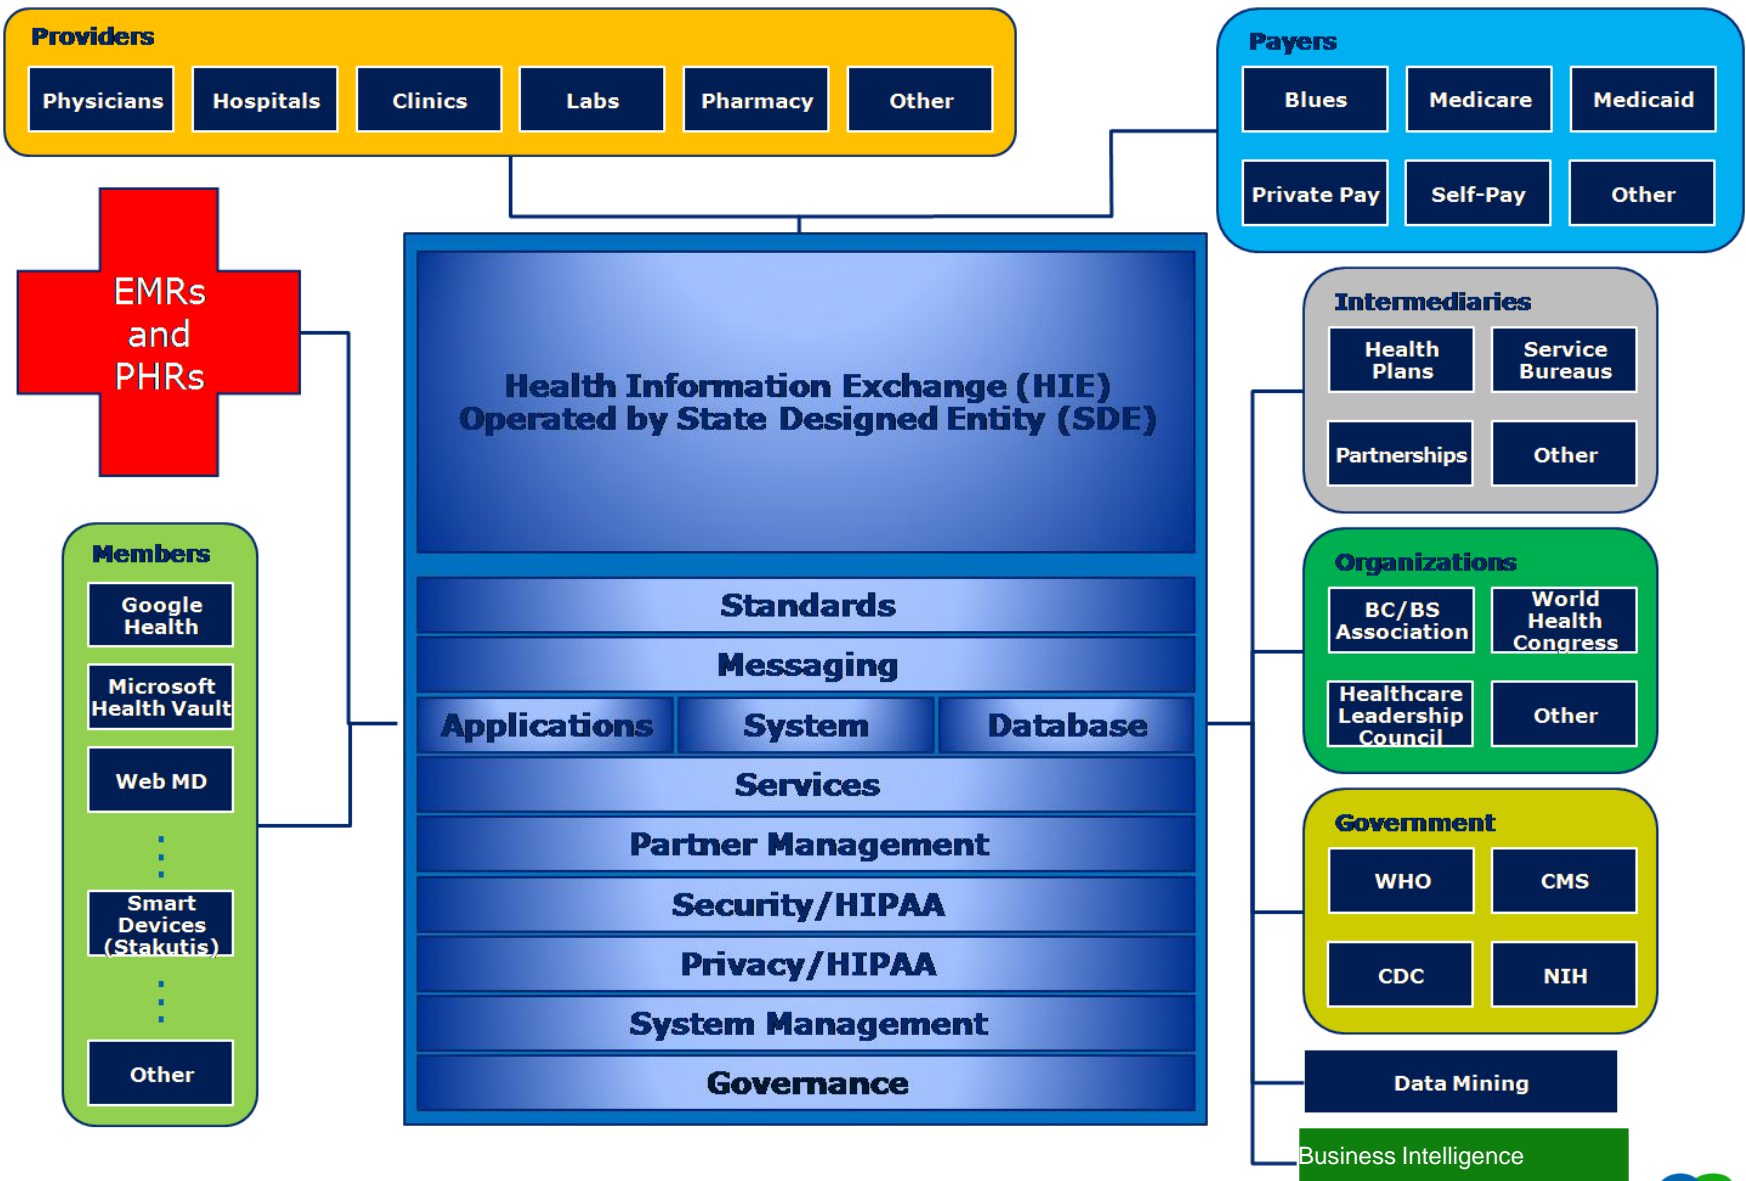 Providers
Physicians
Hospitals
Clinics
Labs
Pharmacy
Other
Payers
Blues
Medicare
Medicaid
Private Pay
Self-Pay
Other
EMRs
and
PHRs
Health Information Exchange (HIE)
Operated by State Designed Entity (SDE)
Standards
Messaging
Applications
System
Database
Services
Partner Management
Security/HIPAA
Privacy/HIPAA
System Management
Governance
Members
Google
Health
Microsoft
Health Vault
Web MD
Smart
Devices
(Stakutis)
Other
Intermediaries
Health
Plans
Service
Bureaus
Partnerships
Other
Organizations
BC/BS
Association
World
Health
Congress
Healthcare
Leadership
Council
Other
Government
WHO
CMS
CDC
NIH
Data Mining
Business Intelligence